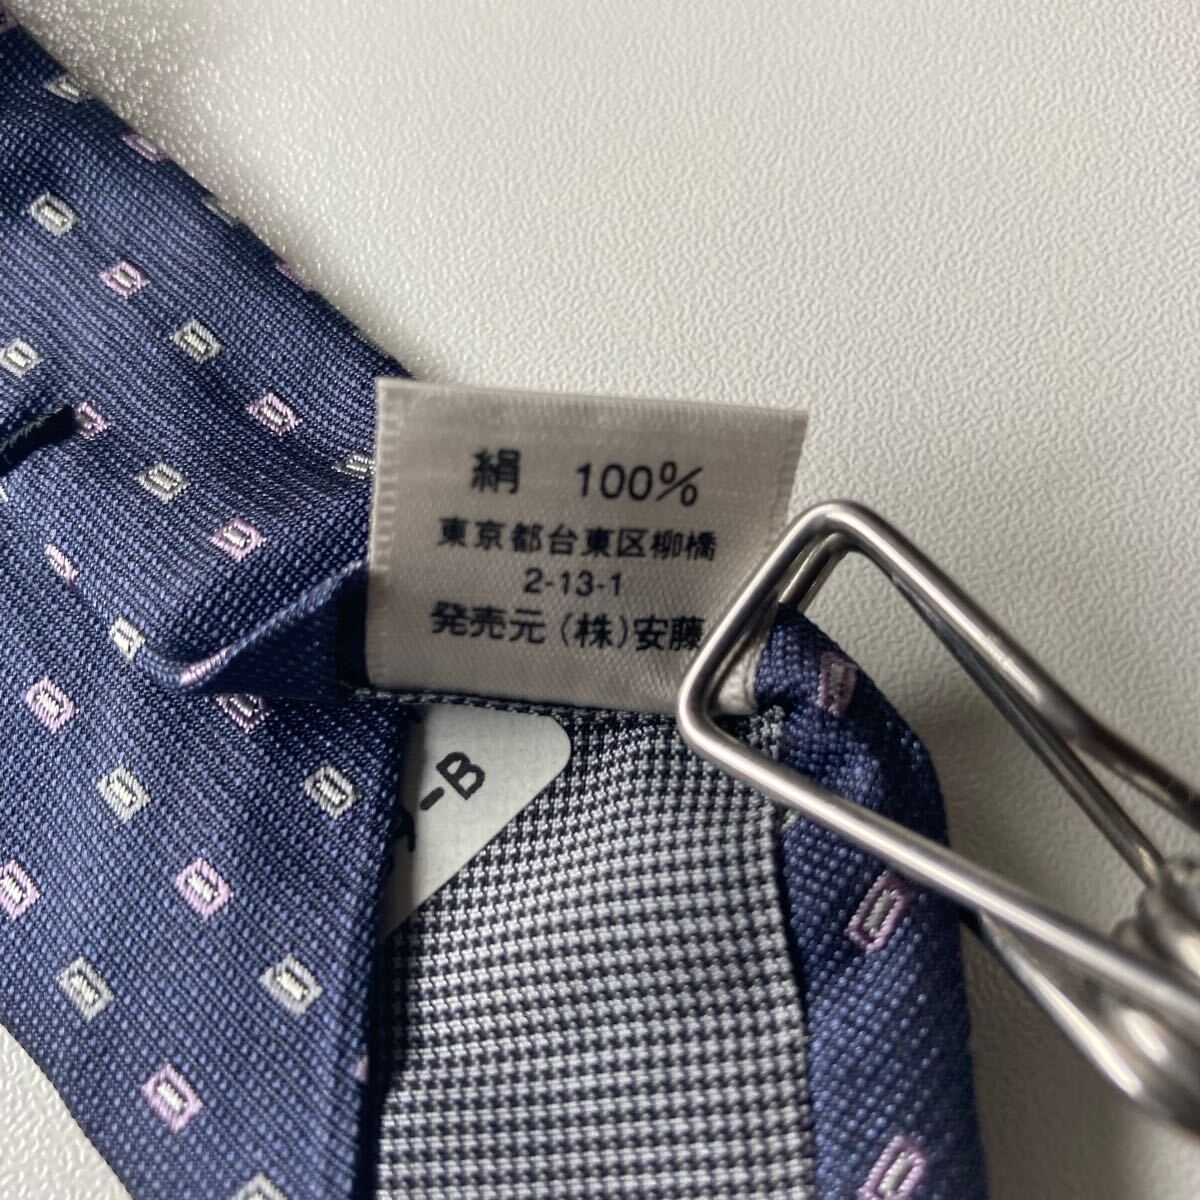 絹 100%
東京都台東区柳橋
2-13-1
発売元 (株)安藤
-B